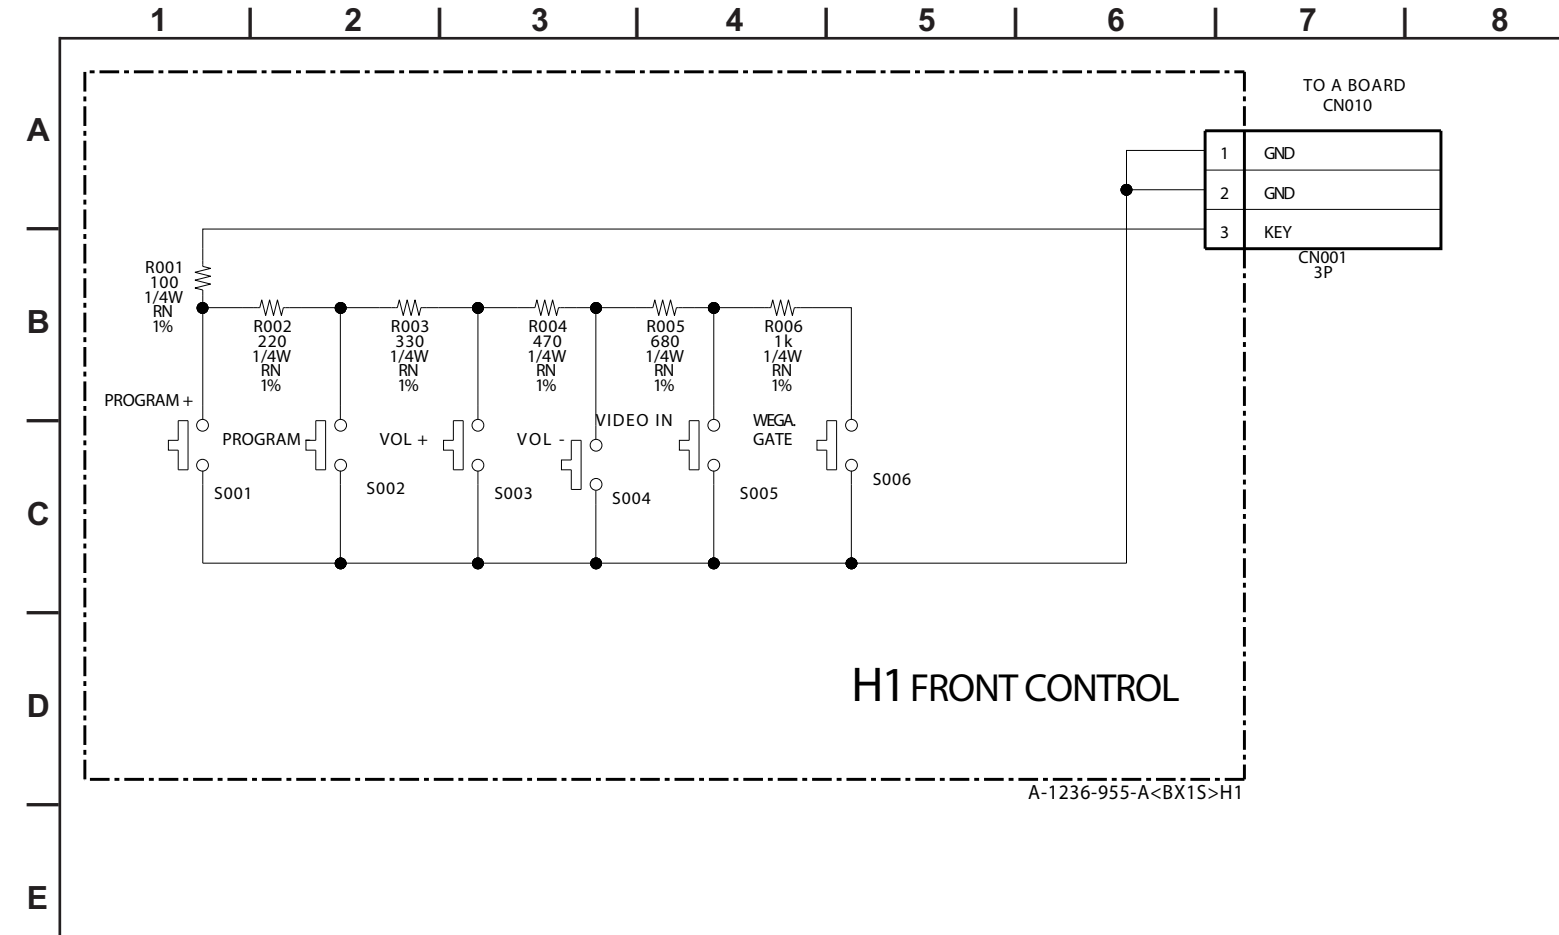 1 2 3 4 5 6 7 8
A
B
C
D
E
TO A BOARD
CN010
1 GND
2 GND
3 KEY
CN001
3P
R001
100
1/4W
RN
1%
R002
220
1/4W
RN
1%
R003
330
1/4W
RN
1%
R004
470
1/4W
RN
1%
R005
680
1/4W
RN
1%
R006
1k
1/4W
RN
1%
PROGRAM +
S001
PROGRAM -
S002
VOL +
S003
VOL -
S004
VIDEO IN
S005
WEGA.
GATE
S006
H1 FRONT CONTROL
A-1236-955-A<BX1S>H1